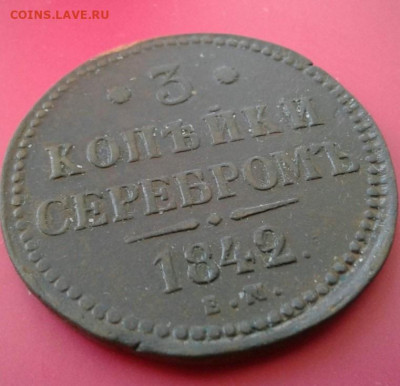 COINS.LAVE.RU
• 3 •
КОПѢЙКИ
СЕРЕБРОМЪ
1842.
Е.М.